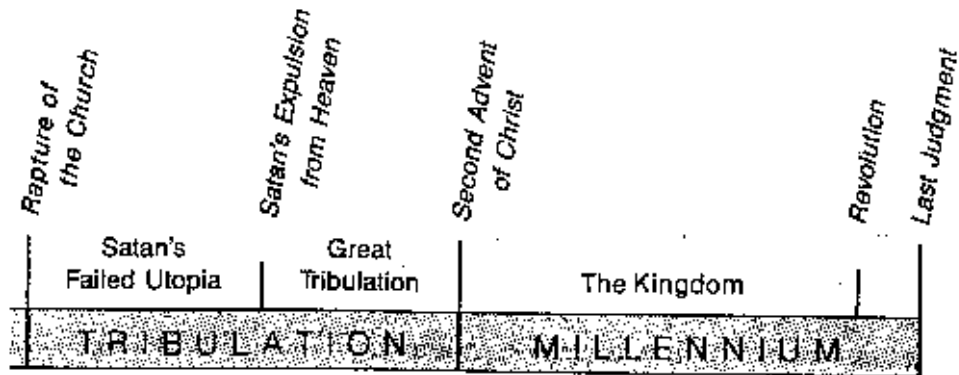 Rapture of
the Church
Satan's Expulsion
from Heaven
Second Advent
of Christ
Revolution
Last Judgment
Satan's
Failed Utopia
Great
Tribulation
The Kingdom
TRIBULATION
MILLENNIUM